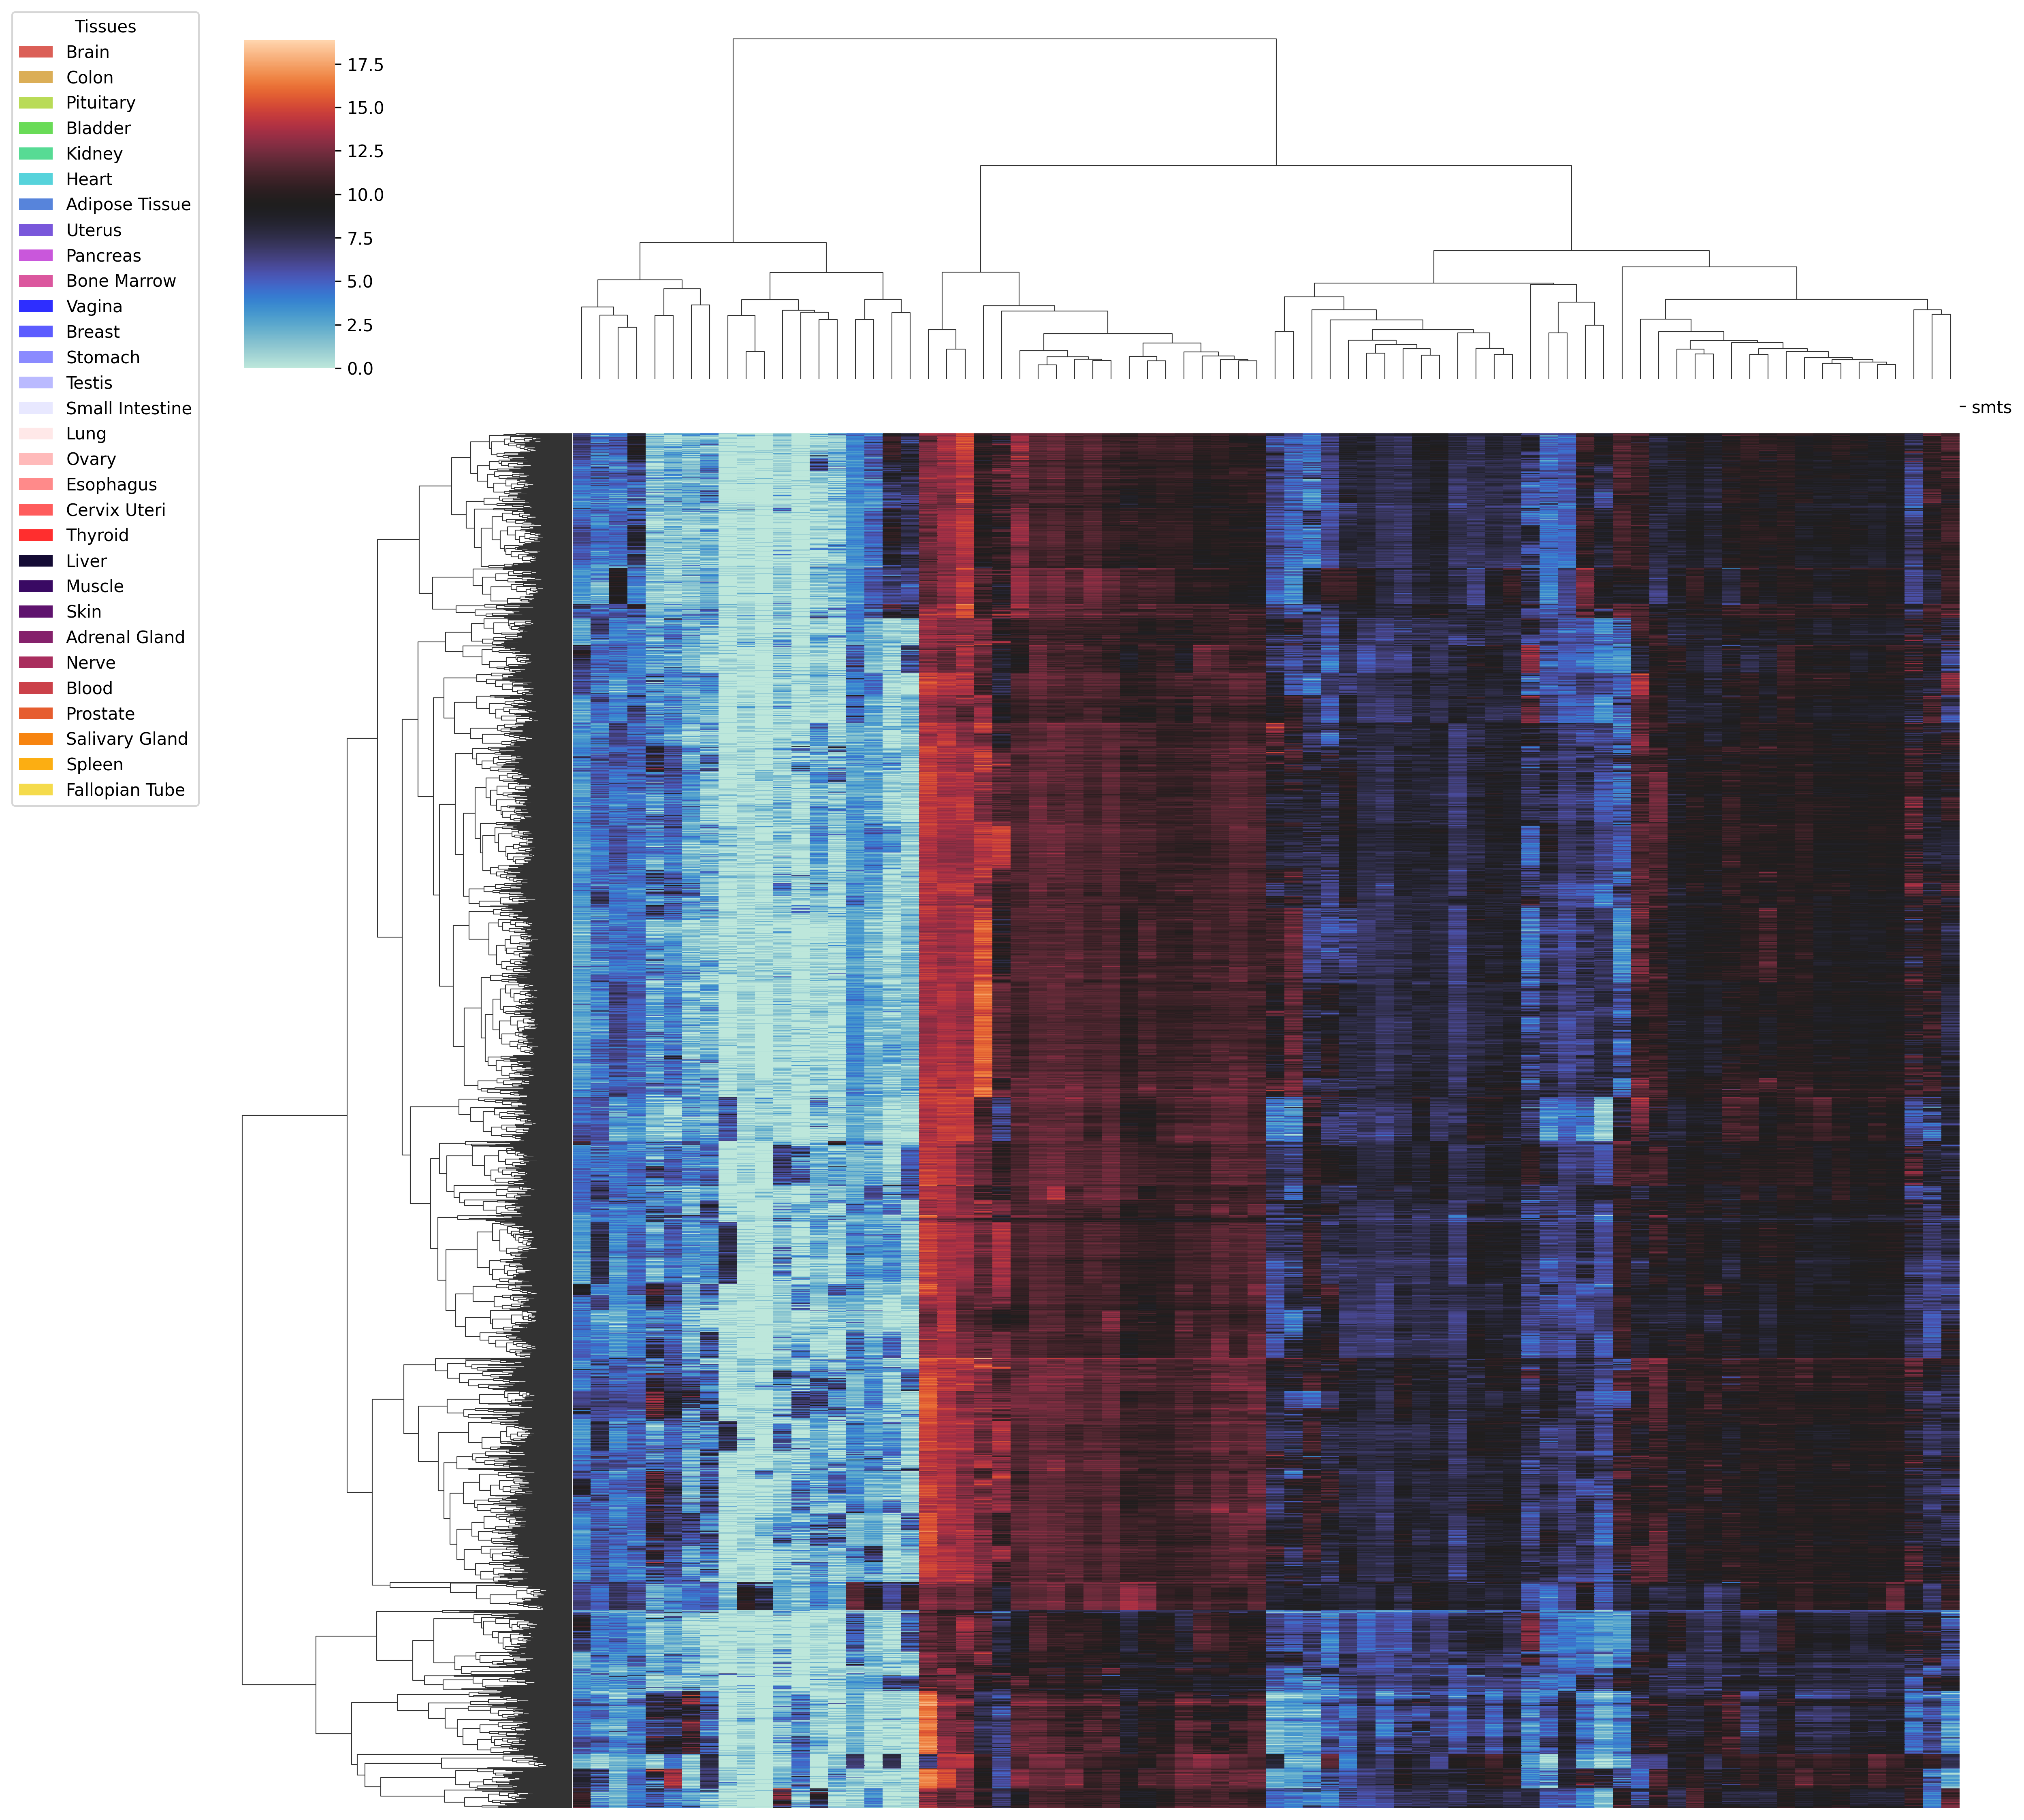 Tissues
Brain
Colon
Pituitary
Bladder
Kidney
Heart
Adipose Tissue
Uterus
Pancreas
Bone Marrow
Vagina
Breast
Stomach
Testis
Small Intestine
Lung
Ovary
Esophagus
Cervix Uteri
Thyroid
Liver
Muscle
Skin
Adrenal Gland
Nerve
Blood
Prostate
Salivary Gland
Spleen
Fallopian Tube
17.5
15.0
12.5
10.0
7.5
5.0
2.5
0.0
smts